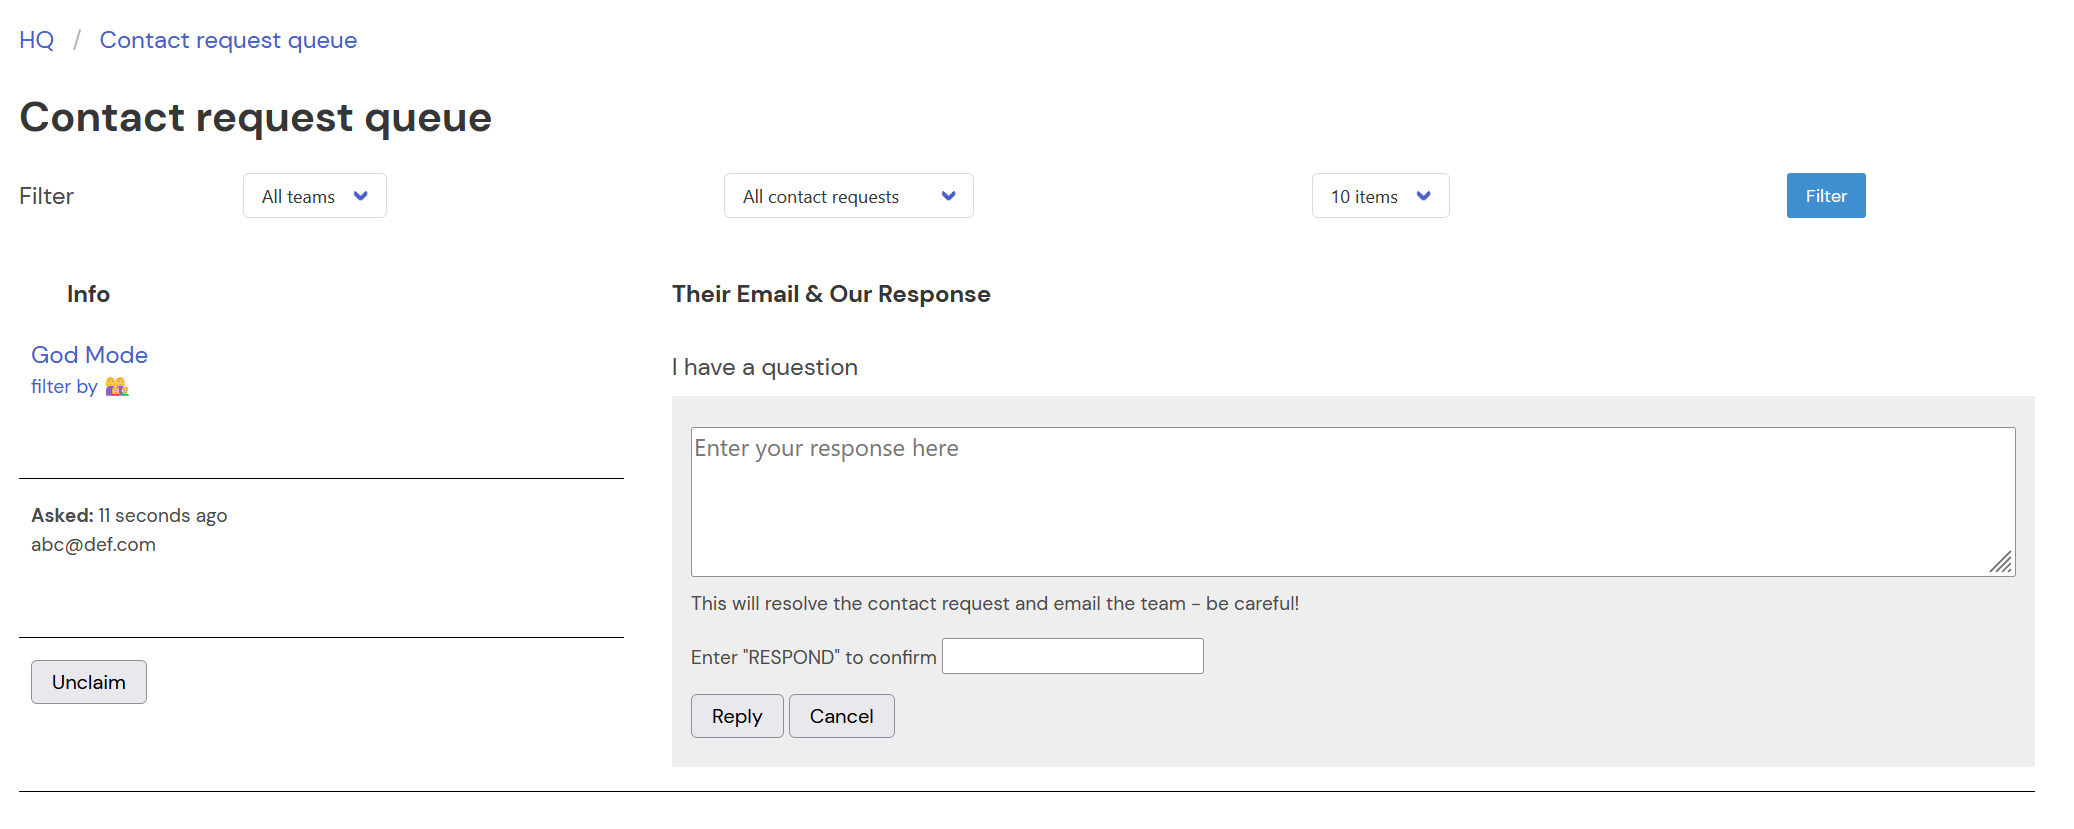 HQ / Contact request queue
Contact request queue
Filter All teams All contact requests 10 items Filter
Info
Their Email & Our Response
God Mode
filter by
I have a question
Enter your response here
Asked: 11 seconds ago
abc@def.com
This will resolve the contact request and email the team - be careful!
Enter "RESPOND" to confirm
Unclaim
Reply Cancel